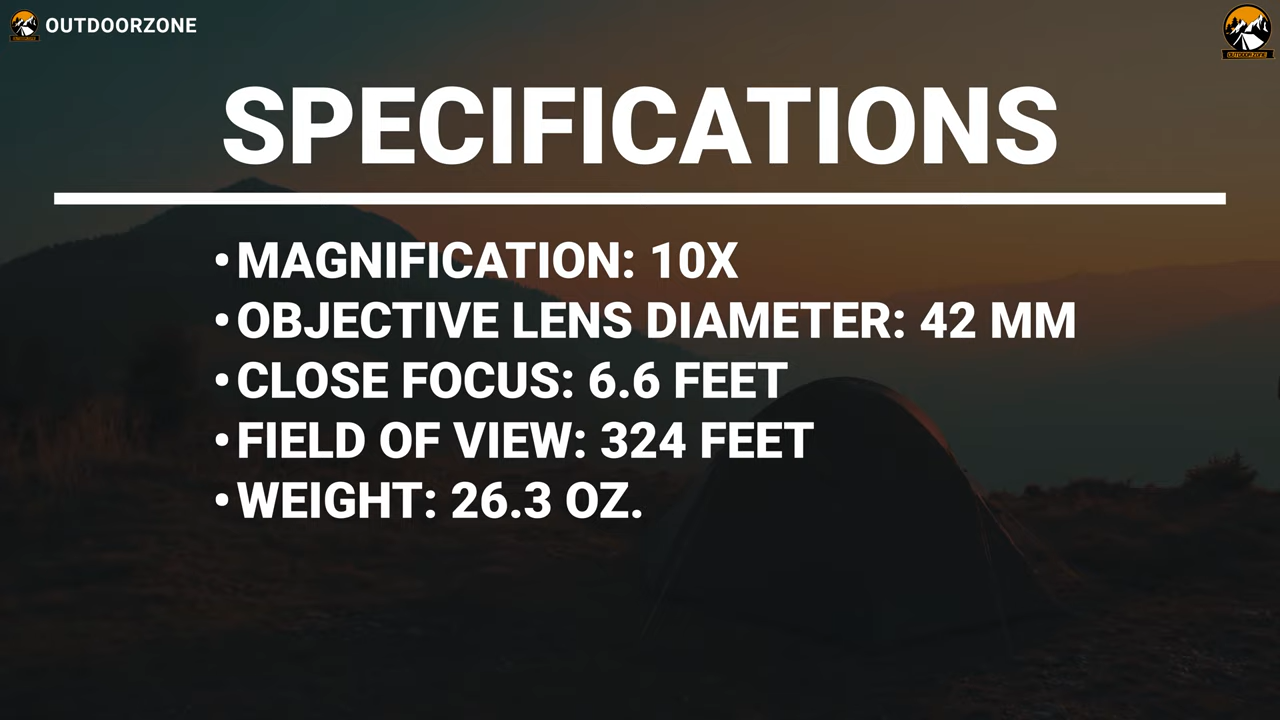 OUTDOORZONE
OUTDOORZONE
SPECIFICATIONS
• MAGNIFICATION: 10X
• OBJECTIVE LENS DIAMETER: 42 MM
• CLOSE FOCUS: 6.6 FEET
• FIELD OF VIEW: 324 FEET
• WEIGHT: 26.3 OZ.